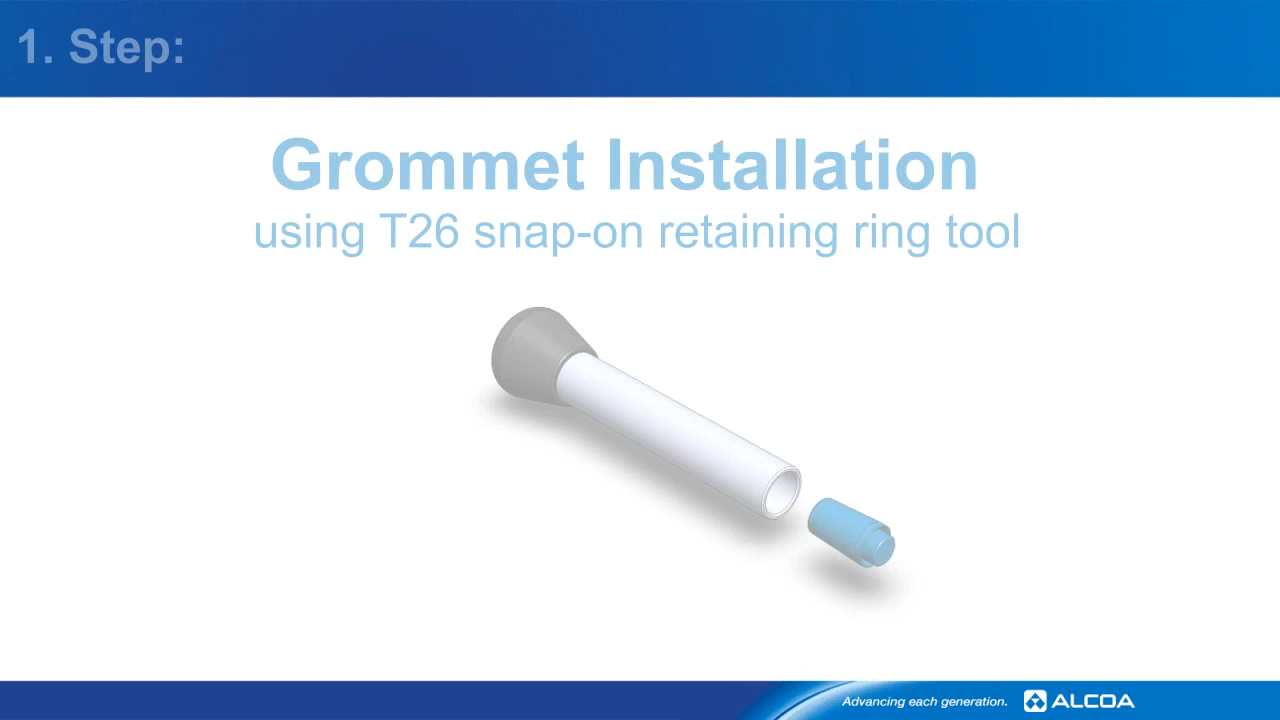 1. Step:
Grommet Installation
using T26 snap-on retaining ring tool
Advancing each generation.
ALCOA